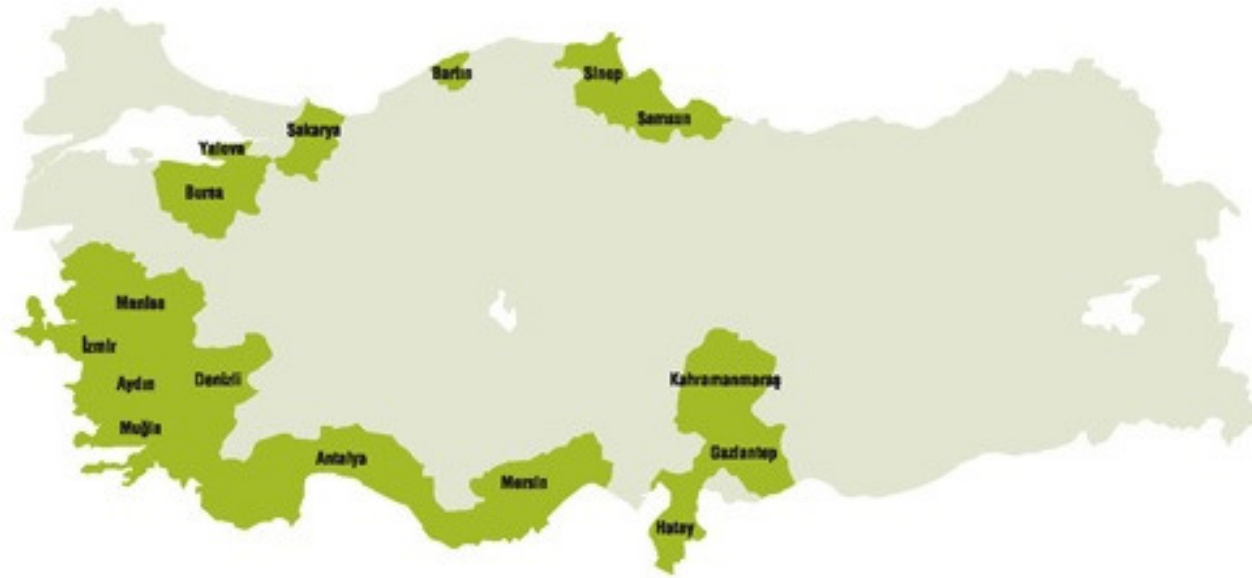 Bartın
Sinop
Samsun
Sakarya
Yalova
Bursa
Manisa
İzmir
Aydın
Denizli
Muğla
Antalya
Mersin
Kahramanmaraş
Gaziantep
Hatay